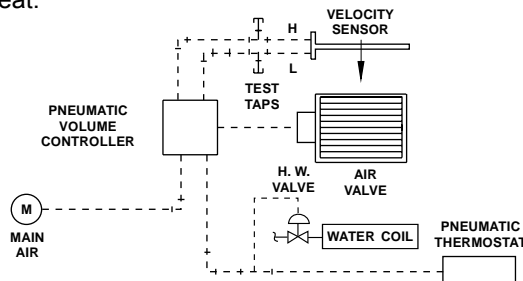 eat.
H
VELOCITY
SENSOR
L
TEST
TAPS
PNEUMATIC
VOLUME
CONTROLLER
H. W.
VALVE
AIR
VALVE
M
MAIN
AIR
WATER COIL
PNEUMATIC
THERMOSTAT